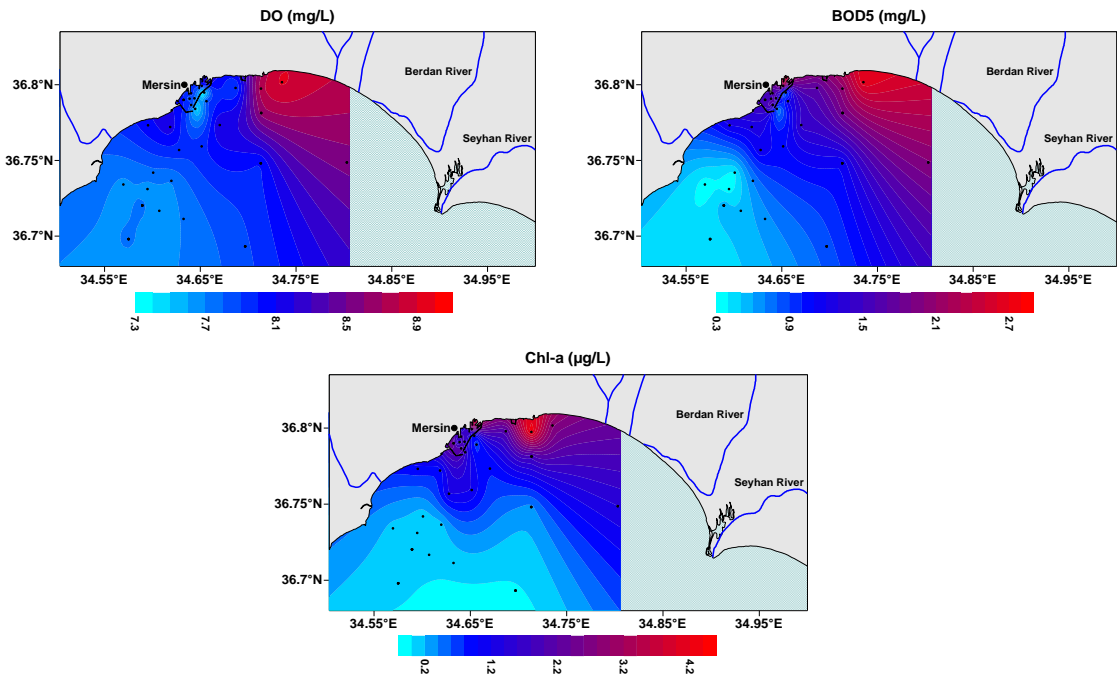 DO (mg/L)
36.8°N
36.75°N
36.7°N
Mersin
Berdan River
Seyhan River
34.55°E 34.65°E 34.75°E 34.85°E 34.95°E
7.3 7.7 8.1 8.5 8.9
BOD5 (mg/L)
36.8°N
36.75°N
36.7°N
Mersin
Berdan River
Seyhan River
34.55°E 34.65°E 34.75°E 34.85°E 34.95°E
0.3 0.9 1.5 2.1 2.7
Chl-a (µg/L)
36.8°N
36.75°N
36.7°N
Mersin
Berdan River
Seyhan River
34.55°E 34.65°E 34.75°E 34.85°E 34.95°E
0.2 1.2 2.2 3.2 4.2